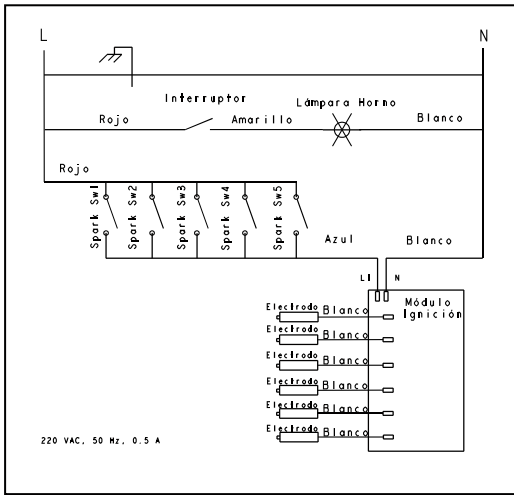 L
N
Interruptor
Lámpara Horno
Rojo
Amarillo
Blanco
Rojo
Spark Sw1
Spark Sw2
Spark Sw3
Spark Sw4
Spark Sw5
Azul
Blanco
L1
N
Módulo
Ignición
Electrodo Blanco
Electrodo Blanco
Electrodo Blanco
Electrodo Blanco
Electrodo Blanco
Electrodo Blanco
220 VAC, 50 Hz, 0.5 A